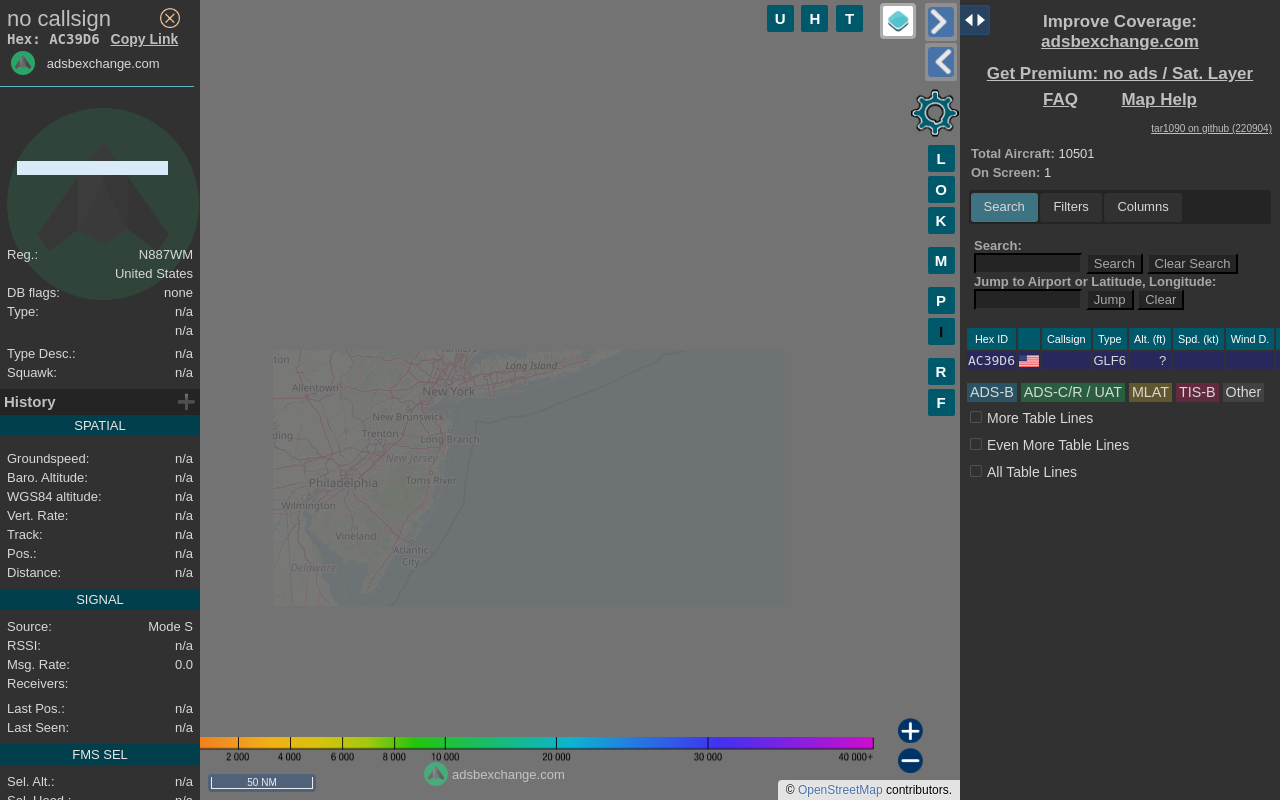 no callsign
Hex: AC39D6 Copy Link
adsbexchange.com
Reg.: N887WM
United States
DB flags: none
Type: n/a
n/a
Type Desc.: n/a
Squawk: n/a
History
SPATIAL
Groundspeed: n/a
Baro. Altitude: n/a
WGS84 altitude: n/a
Vert. Rate: n/a
Track: n/a
Pos.: n/a
Distance: n/a
SIGNAL
Source: Mode S
RSSI: n/a
Msg. Rate: 0.0
Receivers:
Last Pos.: n/a
Last Seen: n/a
FMS SEL
Sel. Alt.: n/a
Sel. Head.: n/a
U H T
L
O
K
M
P
I
R
F
Long Island
Allentown
New York
New Brunswick
Trenton
Long Branch
New Jersey
Philadelphia
Toms River
Wilmington
Vineland
Atlantic
City
Delaware
2 000 4 000 6 000 8 000 10 000 20 000 30 000 40 000+
50 NM
adsbexchange.com
© OpenStreetMap contributors.
Improve Coverage:
adsbexchange.com
Get Premium: no ads / Sat. Layer
FAQ Map Help
tar1090 on github (220904)
Total Aircraft: 10501
On Screen: 1
Search Filters Columns
Search:
Search Clear Search
Jump to Airport or Latitude, Longitude:
Jump Clear
Hex ID Callsign Type Alt. (ft) Spd. (kt) Wind D.
AC39D6 GLF6 ?
ADS-B ADS-C/R / UAT MLAT TIS-B Other
More Table Lines
Even More Table Lines
All Table Lines